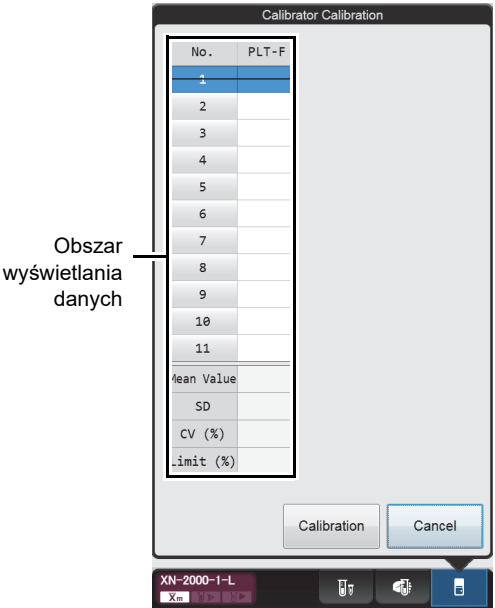 Calibrator Calibration
No. PLT-F
1
2
3
4
5
6
7
8
9
10
11
Mean Value
SD
CV (%)
Limit (%)
Obszar
wyświetlania
danych
Calibration Cancel
XN-2000-1-L
Xm